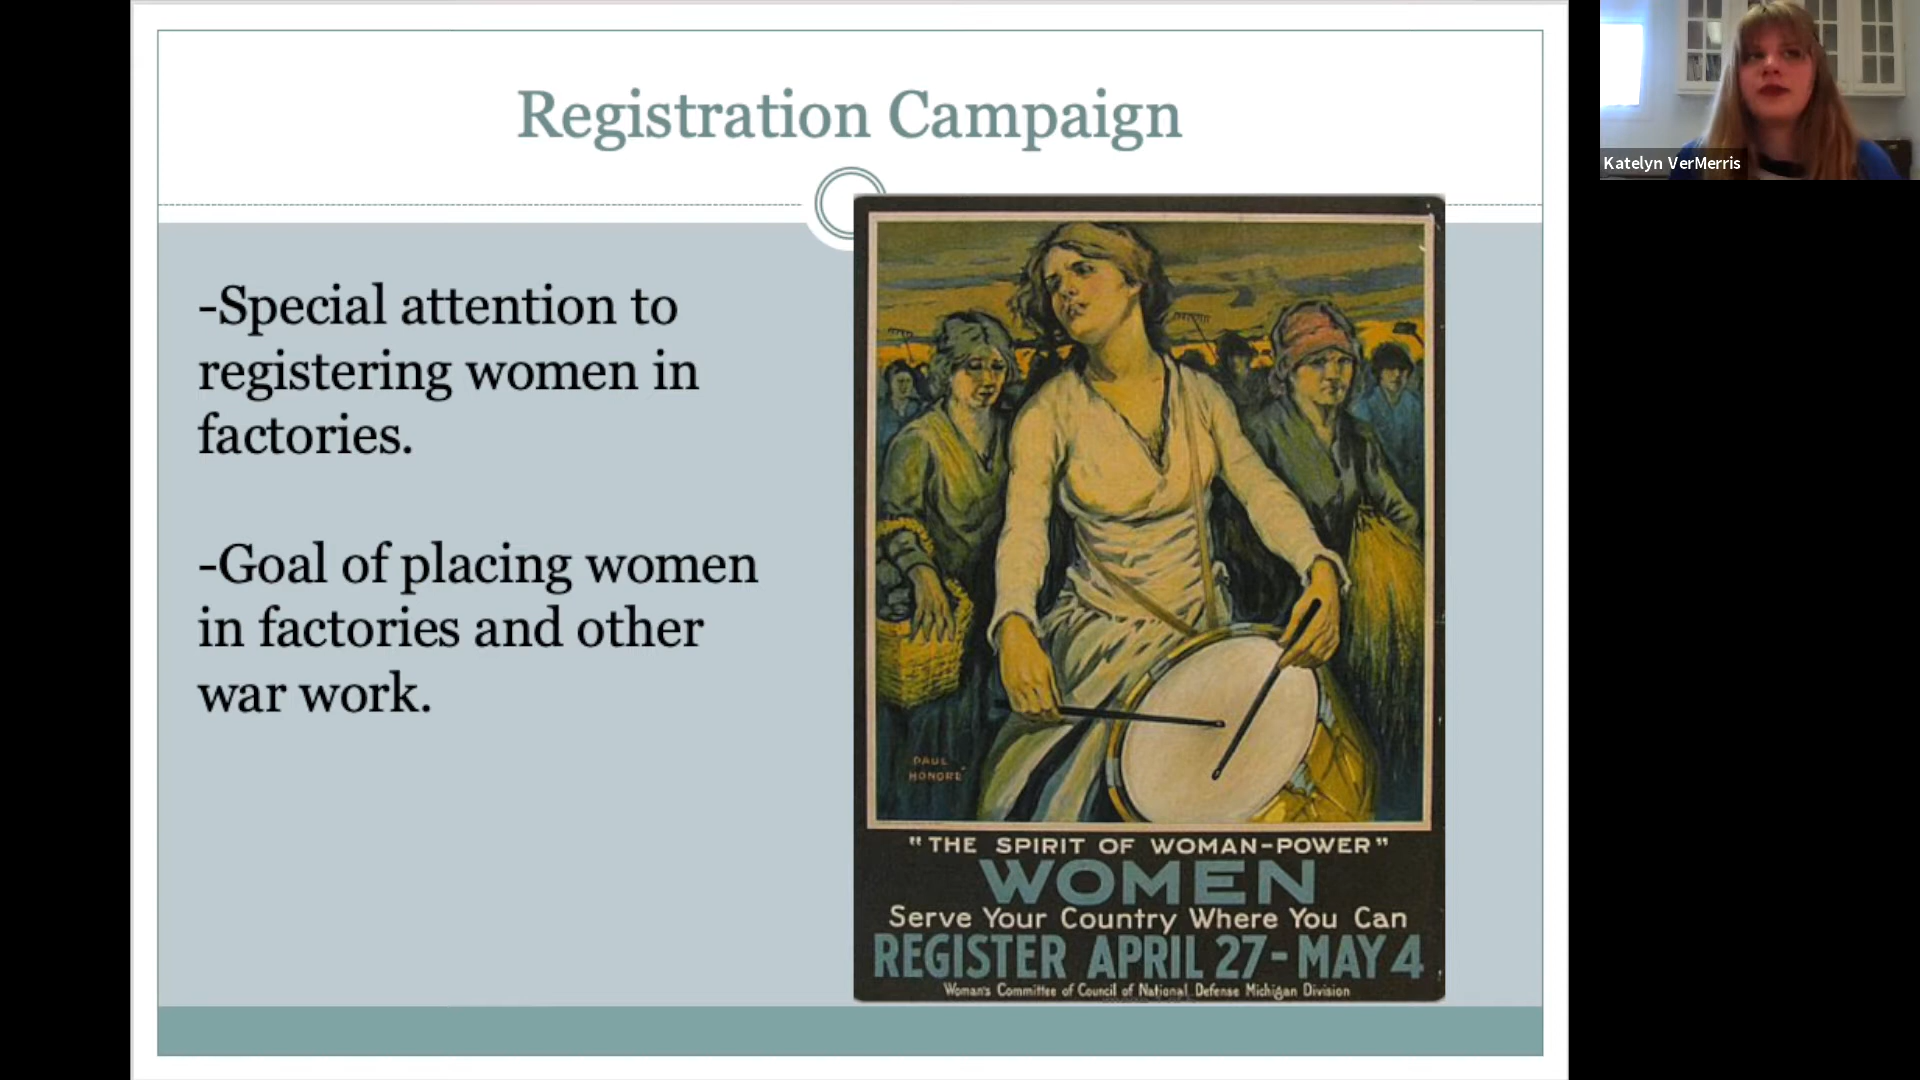 Registration Campaign
-Special attention to
registering women in
factories.
-Goal of placing women
in factories and other
war work.
PAUL
HONORÉ
"THE SPIRIT OF WOMAN-POWER"
WOMEN
Serve Your Country Where You Can
REGISTER APRIL 27-MAY 4
Woman's Committee of Council of National Defense Michigan Division
Katelyn VerMerris